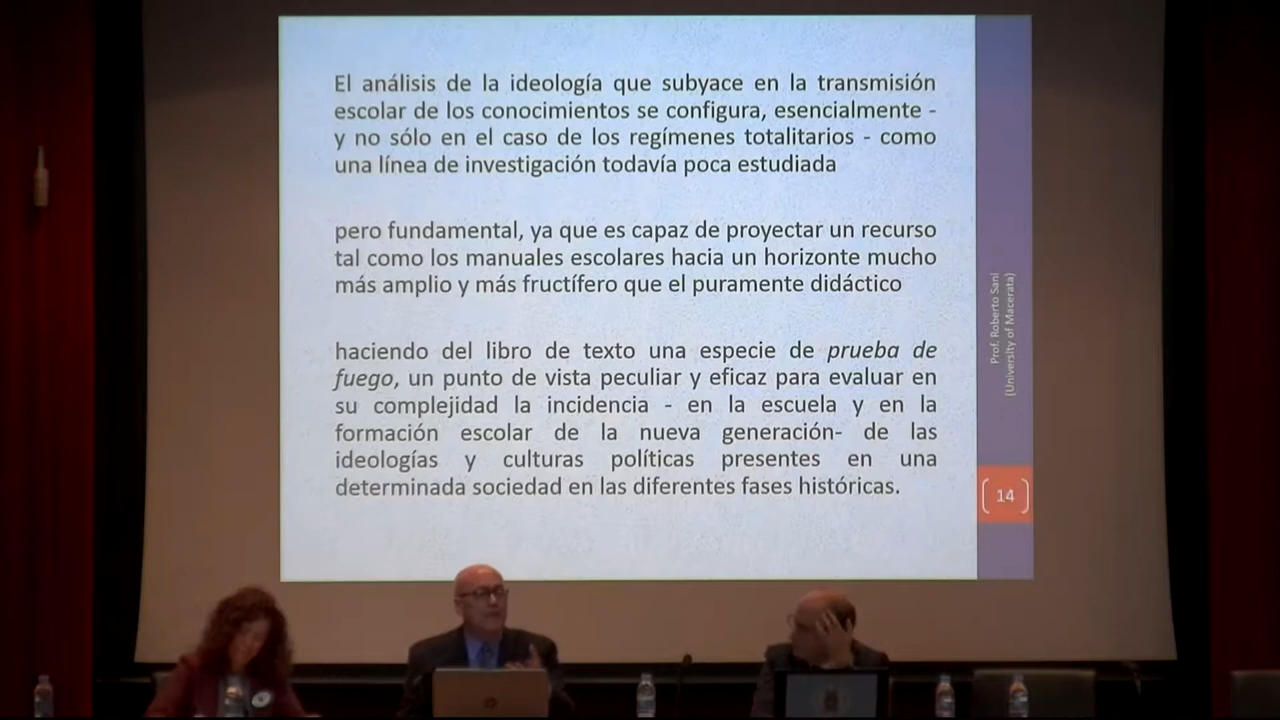 El análisis de la ideología que subyace en la transmisión
escolar de los conocimientos se configura, esencialmente -
y no sólo en el caso de los regímenes totalitarios - como
una línea de investigación todavía poca estudiada
pero fundamental, ya que es capaz de proyectar un recurso
tal como los manuales escolares hacia un horizonte mucho
más amplio y más fructífero que el puramente didáctico
haciendo del libro de texto una especie de prueba de
fuego, un punto de vista peculiar y eficaz para evaluar en
su complejidad la incidencia - en la escuela y en la
formación escolar de la nueva generación- de las
ideologías y culturas políticas presentes en una
determinada sociedad en las diferentes fases históricas.
Prof. Roberto Sani
(University of Macerata)
14